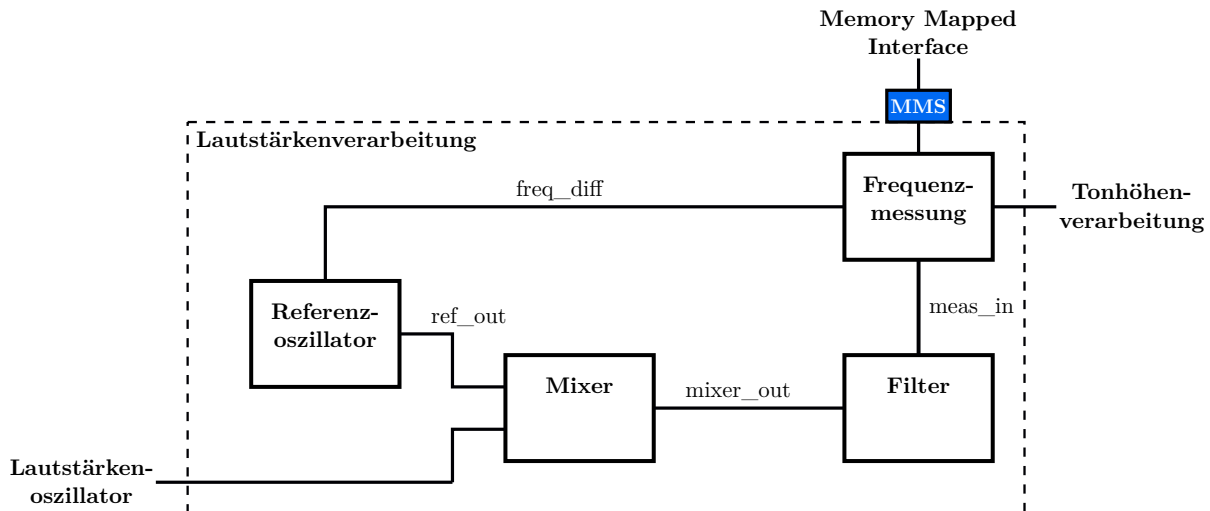 Memory Mapped
Interface
MMS
Lautstärkenverarbeitung
freq_diff
Frequenz-
messung
Tonhöhen-
verarbeitung
Referenz-
oszillator
ref_out
meas_in
Mixer
mixer_out
Filter
Lautstärken-
oszillator